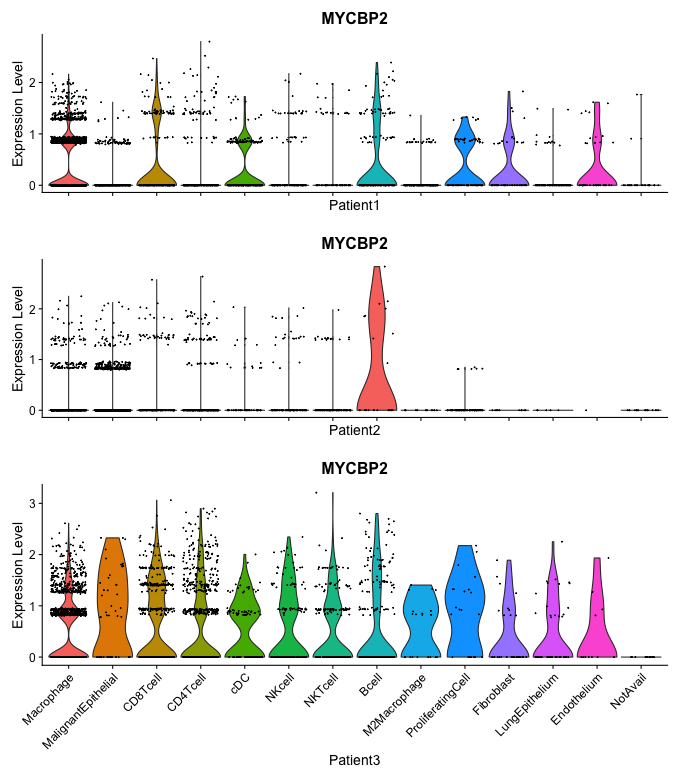 MYCBP2
Expression Level
2
1
0
Patient1
MYCBP2
Expression Level
2
1
0
Patient2
MYCBP2
Expression Level
3
2
1
0
Macrophage
MalignantEpithelial
CD8Tcell
CD4Tcell
cDC
NKcell
NKTcell
Bcell
M2Macrophage
ProliferatingCell
Fibroblast
LungEpithelium
Endothelium
NotAvail
Patient3